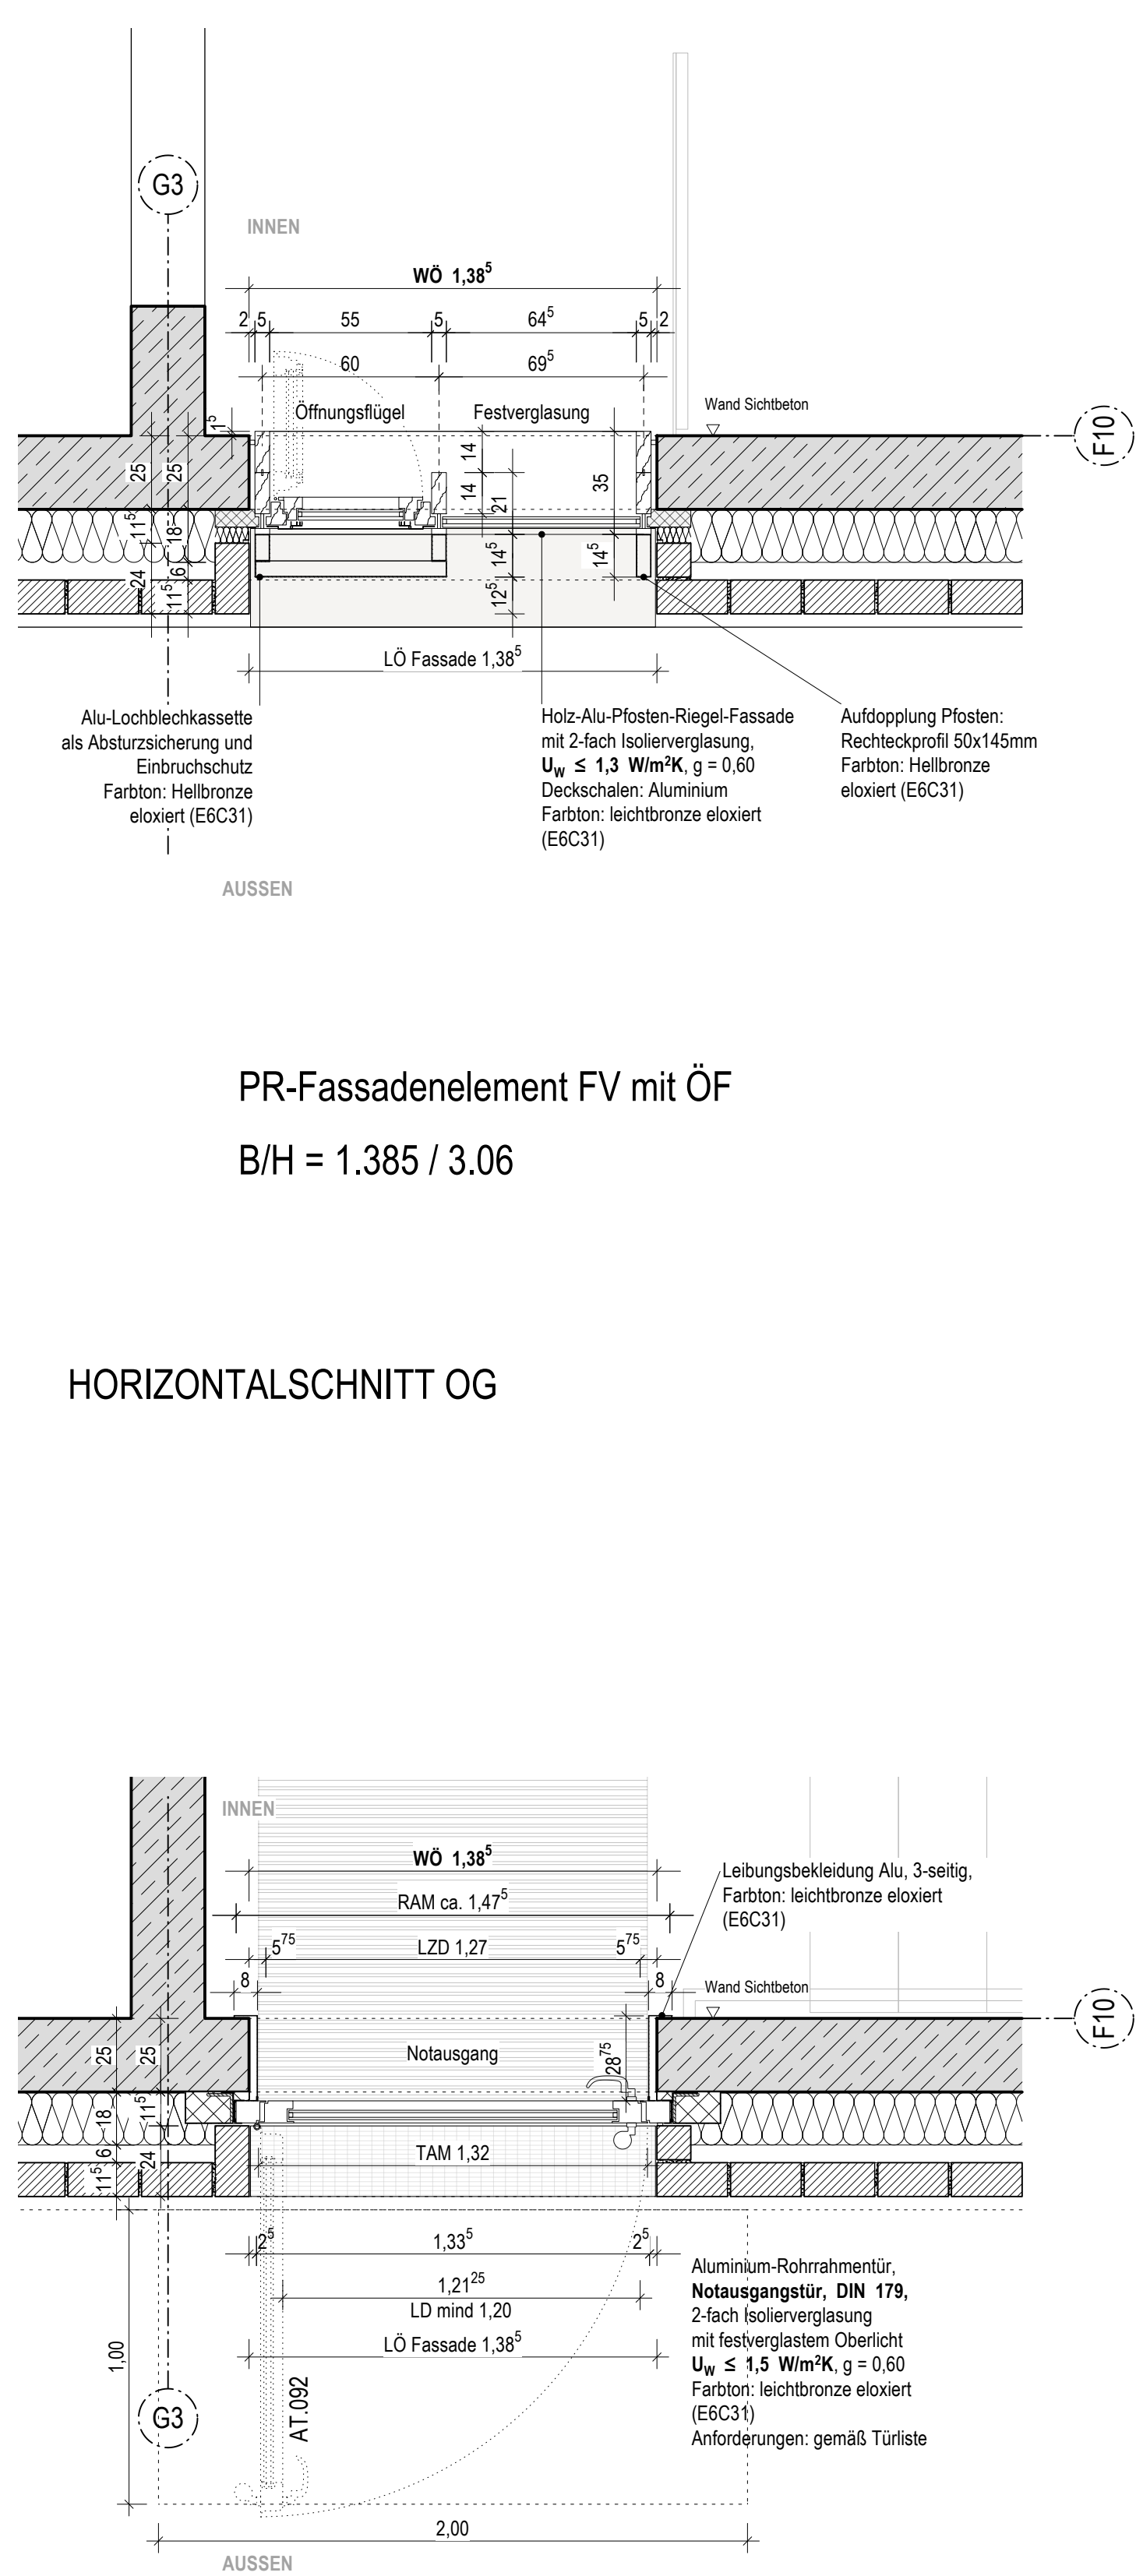 G3
INNEN
WÖ 1,38⁵
2 5 55 5 64⁵ 5 2
60 69⁵
Öffnungsflügel Festverglasung
Wand Sichtbeton
F10
1⁵
25 25
14
14 21
35
11⁵ 18
24 6
11⁵
14⁵ 14⁵
12⁵
LÖ Fassade 1,38⁵
Alu-Lochblechkassette
als Absturzsicherung und
Einbruchschutz
Farbton: Hellbronze
eloxiert (E6C31)
Holz-Alu-Pfosten-Riegel-Fassade
mit 2-fach Isolierverglasung,
U_W ≤ 1,3 W/m²K, g = 0,60
Deckschalen: Aluminium
Farbton: leichtbronze eloxiert
(E6C31)
Aufdopplung Pfosten:
Rechteckprofil 50x145mm
Farbton: Hellbronze
eloxiert (E6C31)
AUSSEN
PR-Fassadenelement FV mit ÖF
B/H = 1.385 / 3.06
HORIZONTALSCHNITT OG
INNEN
WÖ 1,38⁵
RAM ca. 1,47⁵
5⁷⁵ LZD 1,27 5⁷⁵
8 8
Leibungsbekleidung Alu, 3-seitig,
Farbton: leichtbronze eloxiert
(E6C31)
Wand Sichtbeton
F10
25 25
Notausgang
28⁷⁵
18 11⁵
6 24
11⁵
TAM 1,32
2⁵ 1,33⁵ 2⁵
1,21²⁵
LD mind 1,20
LÖ Fassade 1,38⁵
1,00
G3
AT.092
Aluminium-Rohrrahmentür,
Notausgangstür, DIN 179,
2-fach Isolierverglasung
mit festverglastem Oberlicht
U_W ≤ 1,5 W/m²K, g = 0,60
Farbton: leichtbronze eloxiert
(E6C31)
Anforderungen: gemäß Türliste
2,00
AUSSEN